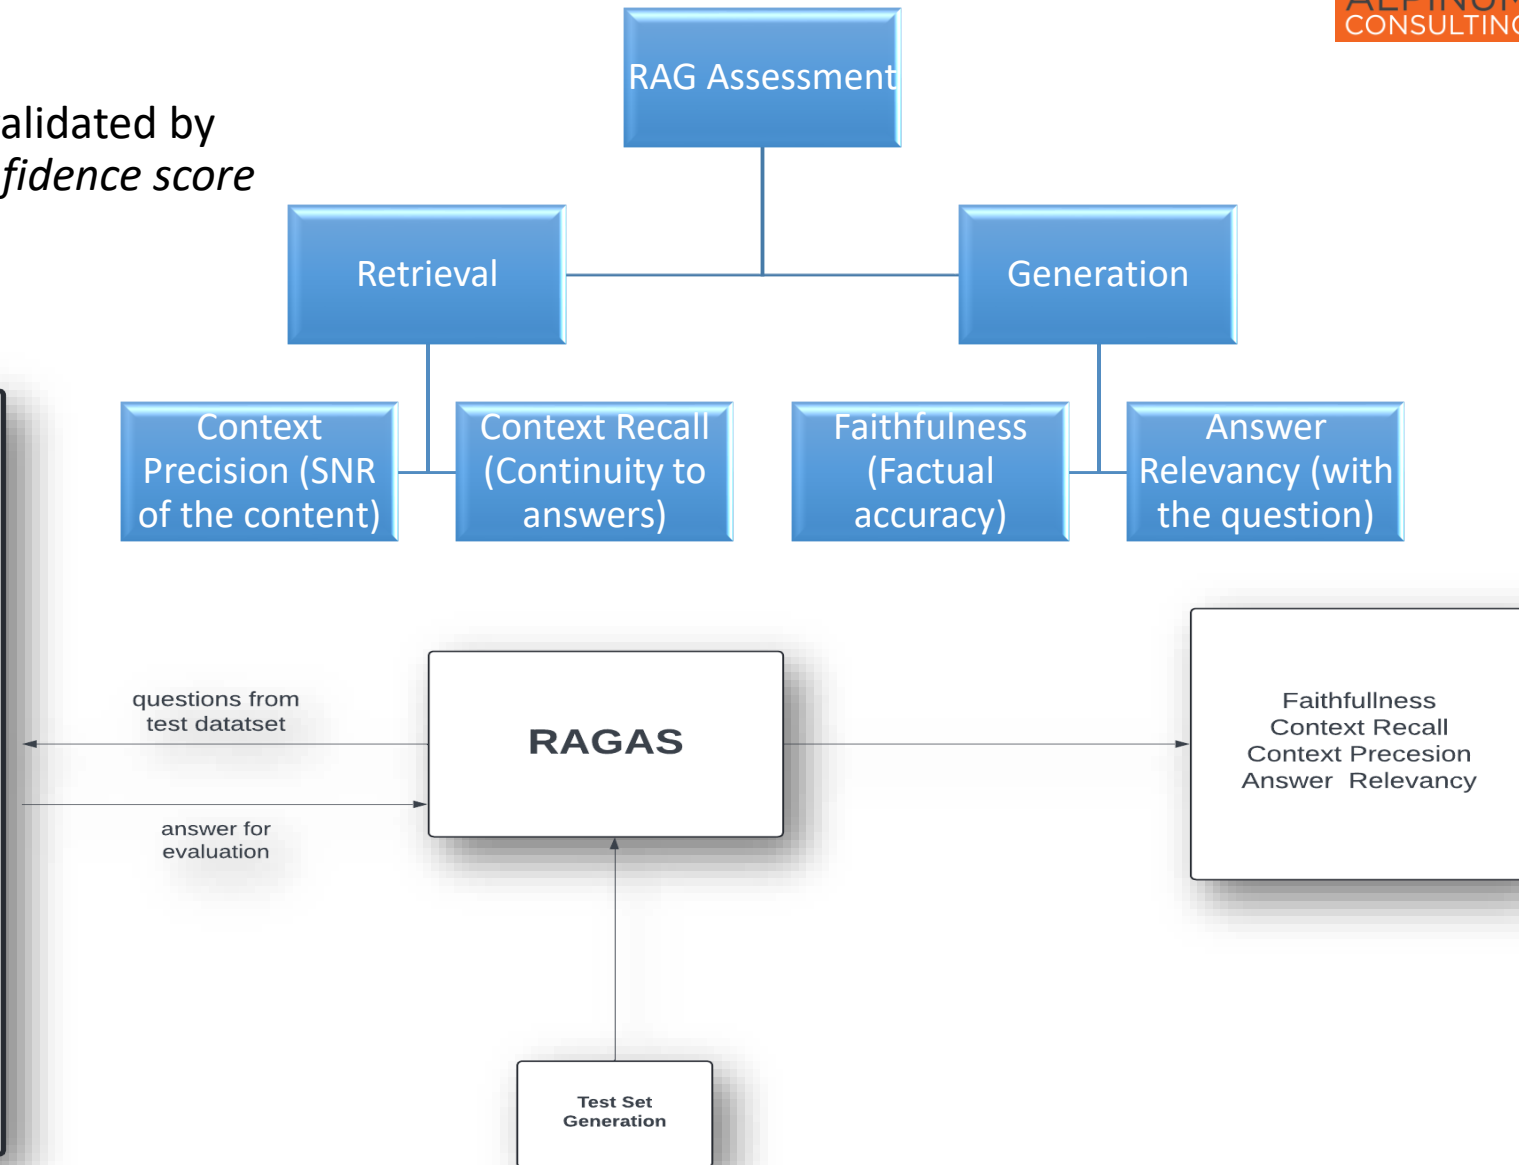 ALPINUM
CONSULTING
RAG Assessment
alidated by
fidence score
Retrieval
Generation
Context
Precision (SNR
of the content)
Context Recall
(Continuity to
answers)
Faithfulness
(Factual
accuracy)
Answer
Relevancy (with
the question)
questions from
test datatset
RAGAS
answer for
evaluation
Faithfullness
Context Recall
Context Precesion
Answer Relevancy
Test Set
Generation